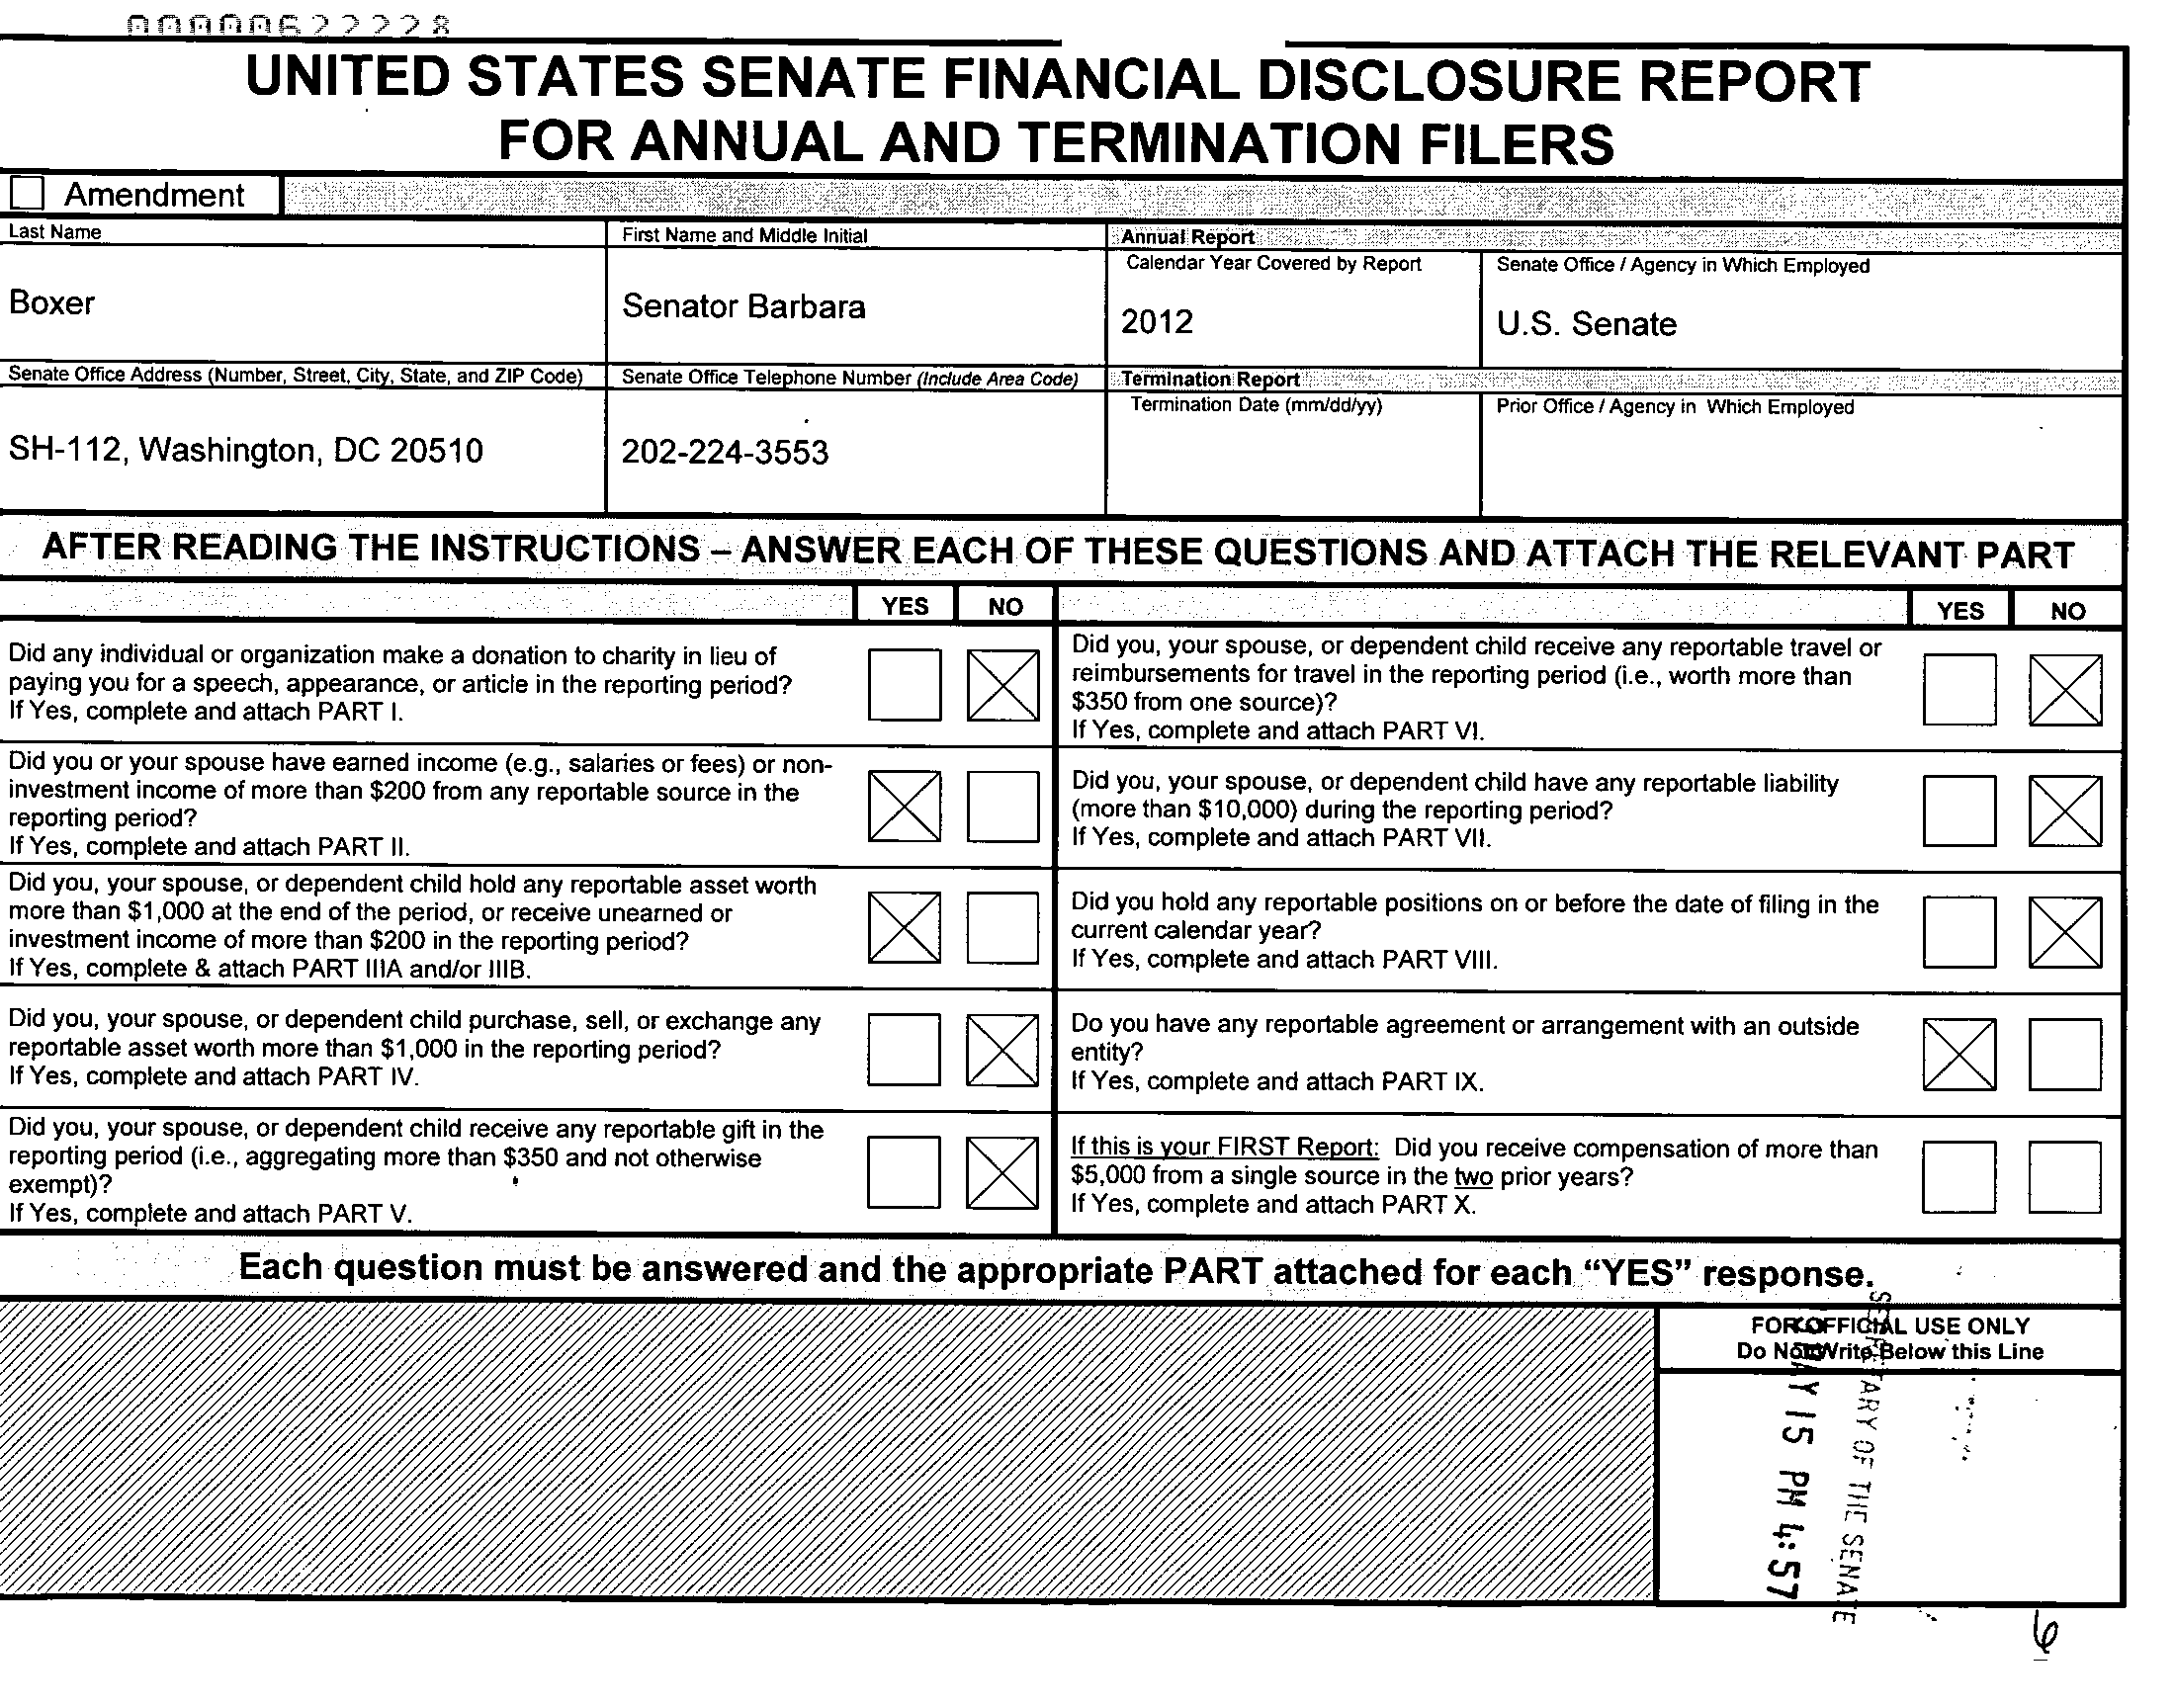 00000622228
UNITED STATES SENATE FINANCIAL DISCLOSURE REPORT
FOR ANNUAL AND TERMINATION FILERS
Amendment
Last Name
First Name and Middle Initial
Annual Report
Calendar Year Covered by Report
Senate Office / Agency in Which Employed
Boxer
Senator Barbara
2012
U.S. Senate
Senate Office Address (Number, Street, City, State, and ZIP Code)
Senate Office Telephone Number (Include Area Code)
Termination Report
Termination Date (mm/dd/yy)
Prior Office / Agency in Which Employed
SH-112, Washington, DC 20510
202-224-3553
AFTER READING THE INSTRUCTIONS – ANSWER EACH OF THESE QUESTIONS AND ATTACH THE RELEVANT PART
YES NO
YES NO
Did any individual or organization make a donation to charity in lieu of
paying you for a speech, appearance, or article in the reporting period?
If Yes, complete and attach PART I.
Did you, your spouse, or dependent child receive any reportable travel or
reimbursements for travel in the reporting period (i.e., worth more than
$350 from one source)?
If Yes, complete and attach PART VI.
Did you or your spouse have earned income (e.g., salaries or fees) or non-
investment income of more than $200 from any reportable source in the
reporting period?
If Yes, complete and attach PART II.
Did you, your spouse, or dependent child have any reportable liability
(more than $10,000) during the reporting period?
If Yes, complete and attach PART VII.
Did you, your spouse, or dependent child hold any reportable asset worth
more than $1,000 at the end of the period, or receive unearned or
investment income of more than $200 in the reporting period?
If Yes, complete & attach PART IIIA and/or IIIB.
Did you hold any reportable positions on or before the date of filing in the
current calendar year?
If Yes, complete and attach PART VIII.
Did you, your spouse, or dependent child purchase, sell, or exchange any
reportable asset worth more than $1,000 in the reporting period?
If Yes, complete and attach PART IV.
Do you have any reportable agreement or arrangement with an outside
entity?
If Yes, complete and attach PART IX.
Did you, your spouse, or dependent child receive any reportable gift in the
reporting period (i.e., aggregating more than $350 and not otherwise
exempt)?
If Yes, complete and attach PART V.
If this is your FIRST Report: Did you receive compensation of more than
$5,000 from a single source in the two prior years?
If Yes, complete and attach PART X.
Each question must be answered and the appropriate PART attached for each “YES” response.
FOR OFFICIAL USE ONLY
Do Not Write Below this Line
SECRETARY OF THE SENATE
MAY 15 PM 4:57